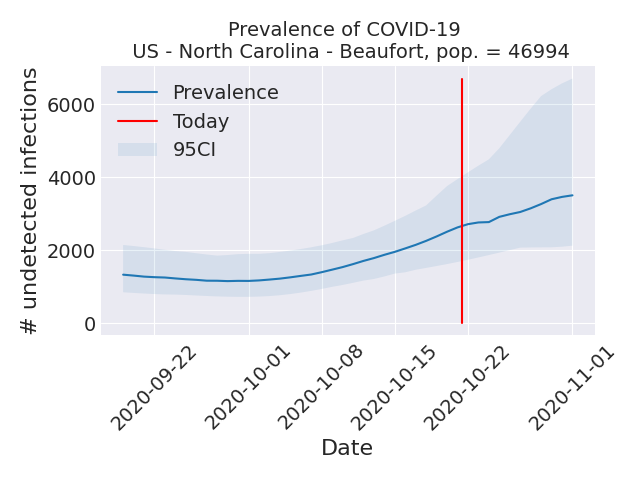 Prevalence of COVID-19
US - North Carolina - Beaufort, pop. = 46994
# undetected infections
6000
4000
2000
0
Prevalence
Today
95CI
2020-09-22
2020-10-01
2020-10-08
2020-10-15
2020-10-22
2020-11-01
Date